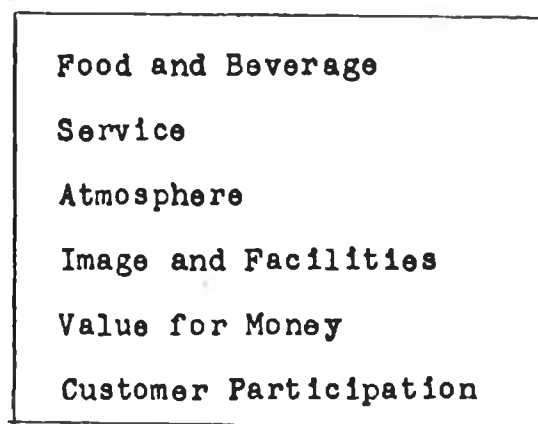 Food and Beverage
Service
Atmosphere
Image and Facilities
Value for Money
Customer Participation